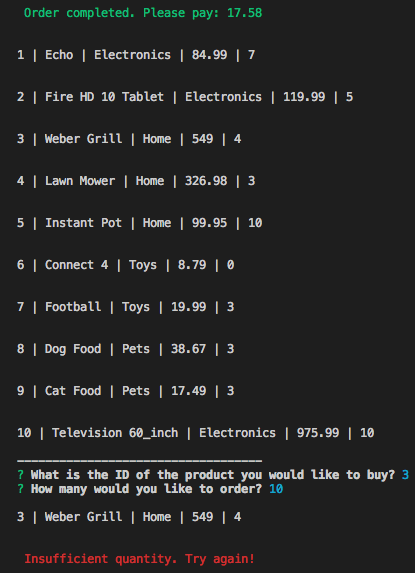 Order completed. Please pay: 17.58
1 | Echo | Electronics | 84.99 | 7
2 | Fire HD 10 Tablet | Electronics | 119.99 | 5
3 | Weber Grill | Home | 549 | 4
4 | Lawn Mower | Home | 326.98 | 3
5 | Instant Pot | Home | 99.95 | 10
6 | Connect 4 | Toys | 8.79 | 0
7 | Football | Toys | 19.99 | 3
8 | Dog Food | Pets | 38.67 | 3
9 | Cat Food | Pets | 17.49 | 3
10 | Television 60_inch | Electronics | 975.99 | 10
___________________________________
? What is the ID of the product you would like to buy? 3
? How many would you like to order? 10
3 | Weber Grill | Home | 549 | 4
Insufficient quantity. Try again!